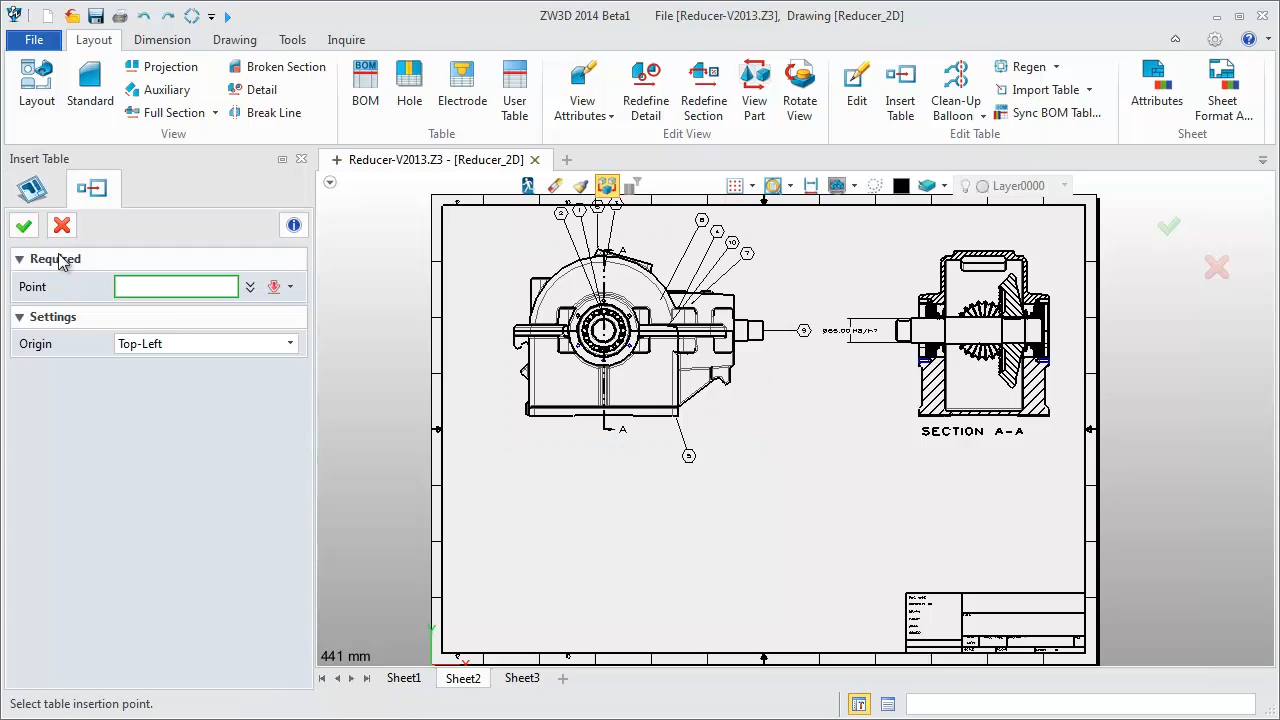 ZW3D 2014 Beta1 File [Reducer-V2013.Z3], Drawing [Reducer_2D]
File Layout Dimension Drawing Tools Inquire
Layout Standard Projection Auxiliary Full Section Broken Section Detail Break Line
BOM Hole Electrode User Table
View Attributes Redefine Detail Redefine Section View Part Rotate View
Edit Insert Table Clean-Up Balloon Regen Import Table Sync BOM Tabl...
Attributes Sheet Format A...
View Table Edit View Edit Table Sheet
Insert Table
Reducer-V2013.Z3 - [Reducer_2D]
Layer0000
Required
Point
Settings
Origin Top-Left
A
A
SECTION A-A
441 mm
Sheet1 Sheet2 Sheet3
Select table insertion point.